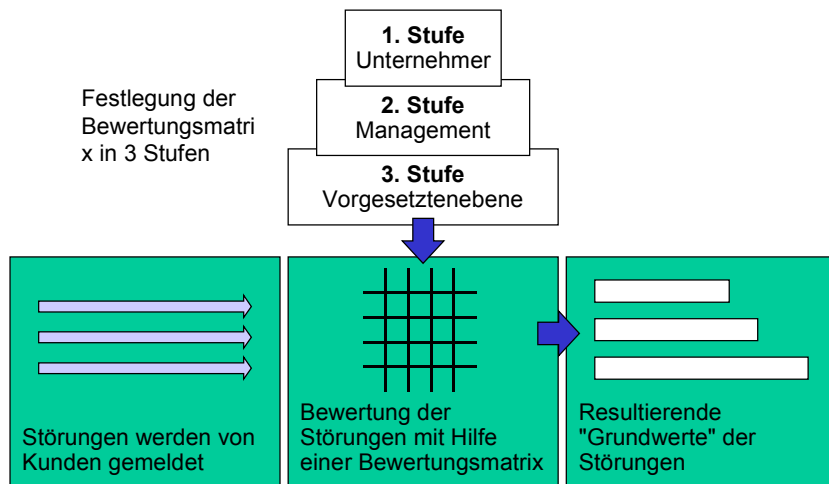 1. Stufe
Unternehmer
Festlegung der
Bewertungsmatri
x in 3 Stufen
2. Stufe
Management
3. Stufe
Vorgesetztenebene
Störungen werden von
Kunden gemeldet
Bewertung der
Störungen mit Hilfe
einer Bewertungsmatrix
Resultierende
"Grundwerte" der
Störungen